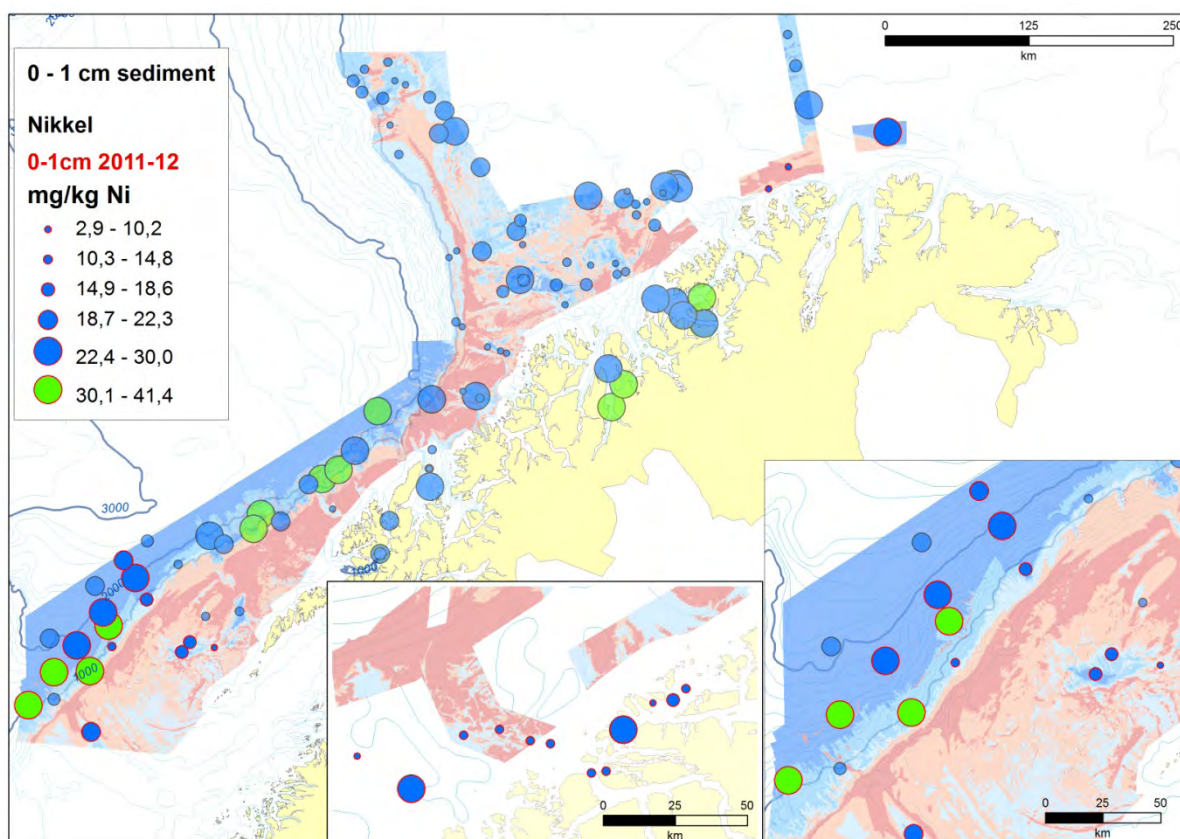 2000
0 125 250
km
0 - 1 cm sediment
Nikkel
0-1cm 2011-12
mg/kg Ni
2,9 - 10,2
10,3 - 14,8
14,9 - 18,6
18,7 - 22,3
22,4 - 30,0
30,1 - 41,4
3000
1000
2000
1000
0 25 50
km
0 25 50
km